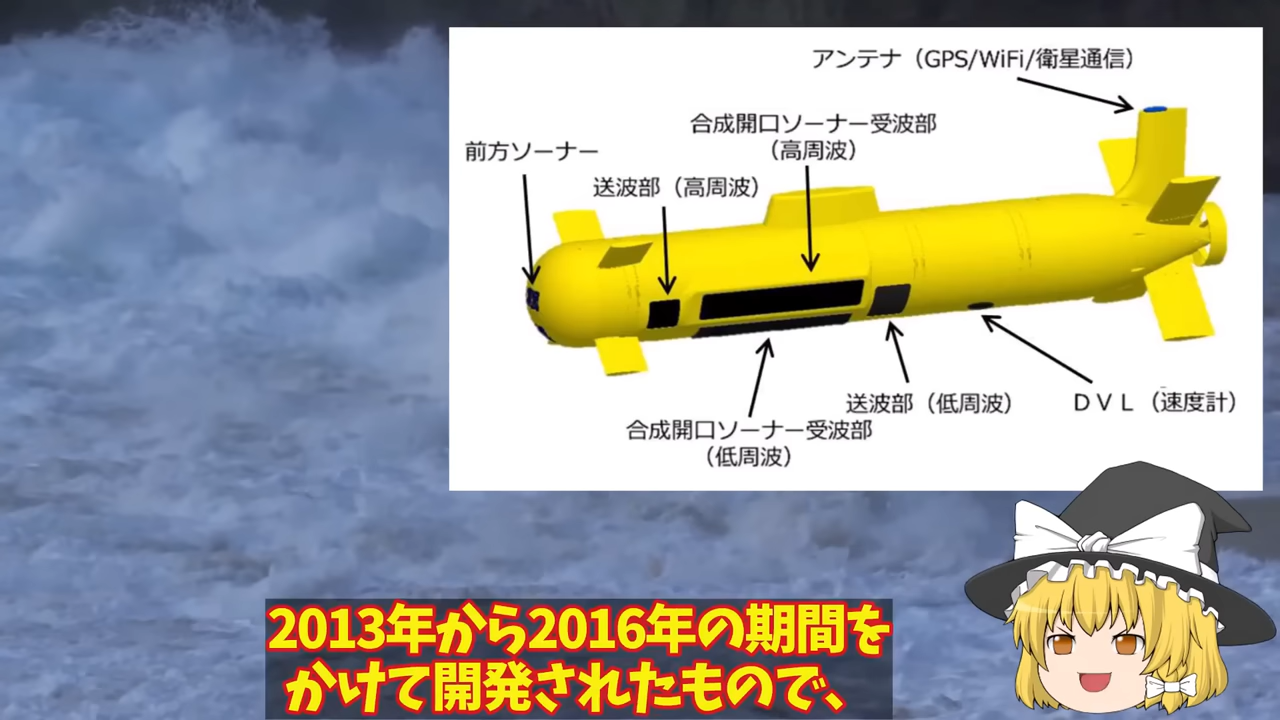 アンテナ（GPS/WiFi/衛星通信）
合成開口ソーナー受波部
（高周波）
前方ソーナー
送波部（高周波）
送波部（低周波）
ＤＶＬ（速度計）
合成開口ソーナー受波部
（低周波）
2013年から2016年の期間を
かけて開発されたもので、